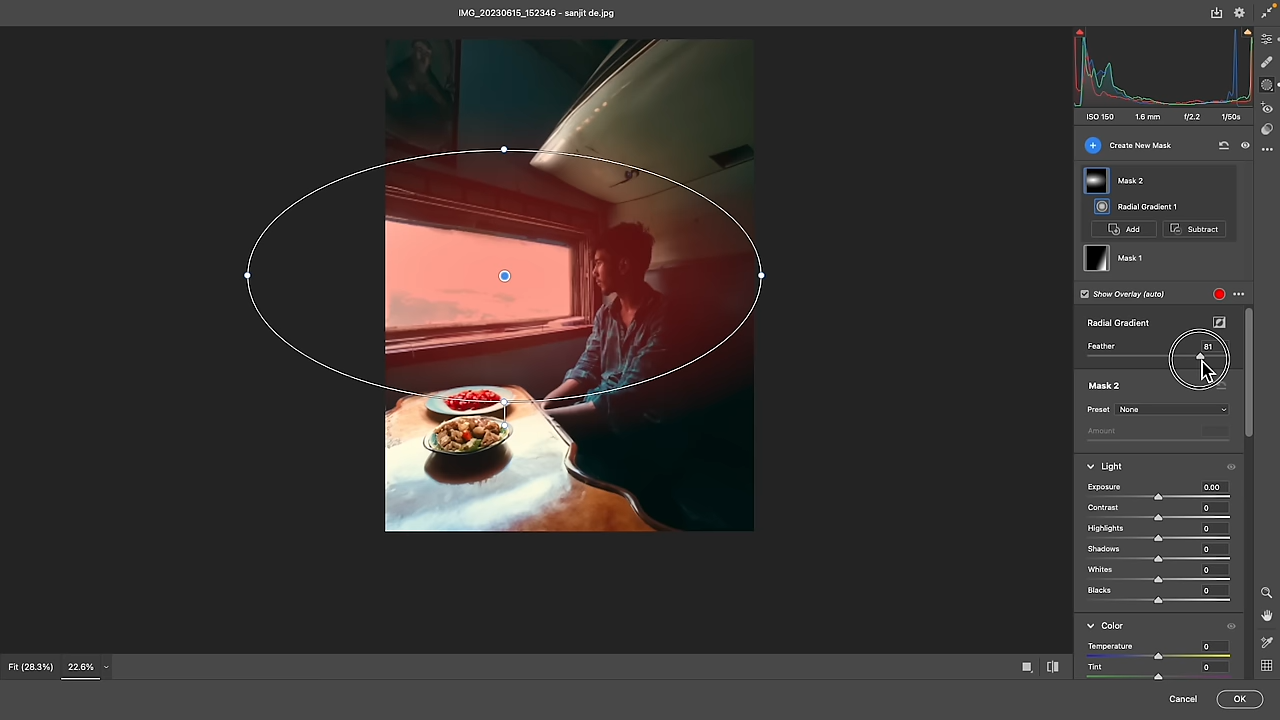 IMG_20230615_152346 - sanjit de.jpg
ISO 150 1.6 mm f/2.2 1/50s
Create New Mask
Mask 2
Radial Gradient 1
Add Subtract
Mask 1
Show Overlay (auto)
Radial Gradient
Feather 81
Mask 2
Preset None
Amount
Light
Exposure 0.00
Contrast 0
Highlights 0
Shadows 0
Whites 0
Blacks 0
Color
Temperature 0
Tint 0
Fit (28.3%) 22.6%
Cancel OK